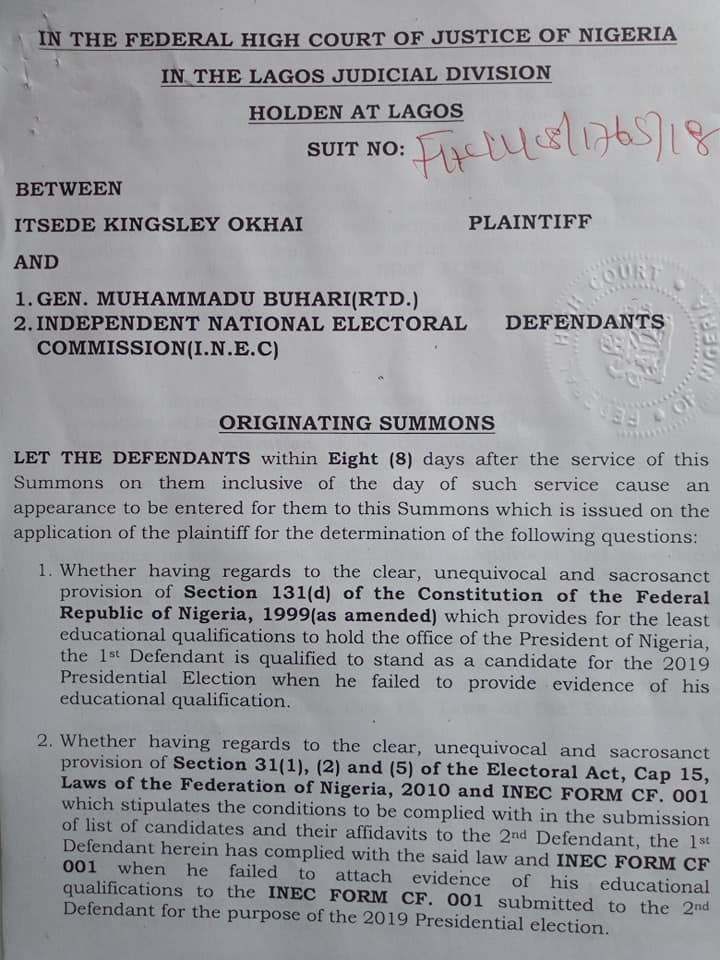 IN THE FEDERAL HIGH COURT OF JUSTICE OF NIGERIA
IN THE LAGOS JUDICIAL DIVISION
HOLDEN AT LAGOS
SUIT NO:
BETWEEN
ITSEDE KINGSLEY OKHAI PLAINTIFF
AND
1. GEN. MUHAMMADU BUHARI(RTD.)
2. INDEPENDENT NATIONAL ELECTORAL DEFENDANTS
COMMISSION(I.N.E.C)
FEDERAL HIGH COURT OF NIGERIA
ORIGINATING SUMMONS
LET THE DEFENDANTS within Eight (8) days after the service of this
Summons on them inclusive of the day of such service cause an
appearance to be entered for them to this Summons which is issued on the
application of the plaintiff for the determination of the following questions:
1. Whether having regards to the clear, unequivocal and sacrosanct
provision of Section 131(d) of the Constitution of the Federal
Republic of Nigeria, 1999(as amended) which provides for the least
educational qualifications to hold the office of the President of Nigeria,
the 1st Defendant is qualified to stand as a candidate for the 2019
Presidential Election when he failed to provide evidence of his
educational qualification.
2. Whether having regards to the clear, unequivocal and sacrosanct
provision of Section 31(1), (2) and (5) of the Electoral Act, Cap 15,
Laws of the Federation of Nigeria, 2010 and INEC FORM CF. 001
which stipulates the conditions to be complied with in the submission
of list of candidates and their affidavits to the 2nd Defendant, the 1st
Defendant herein has complied with the said law and INEC FORM CF
001 when he failed to attach evidence of his educational
qualifications to the INEC FORM CF. 001 submitted to the 2nd
Defendant for the purpose of the 2019 Presidential election.